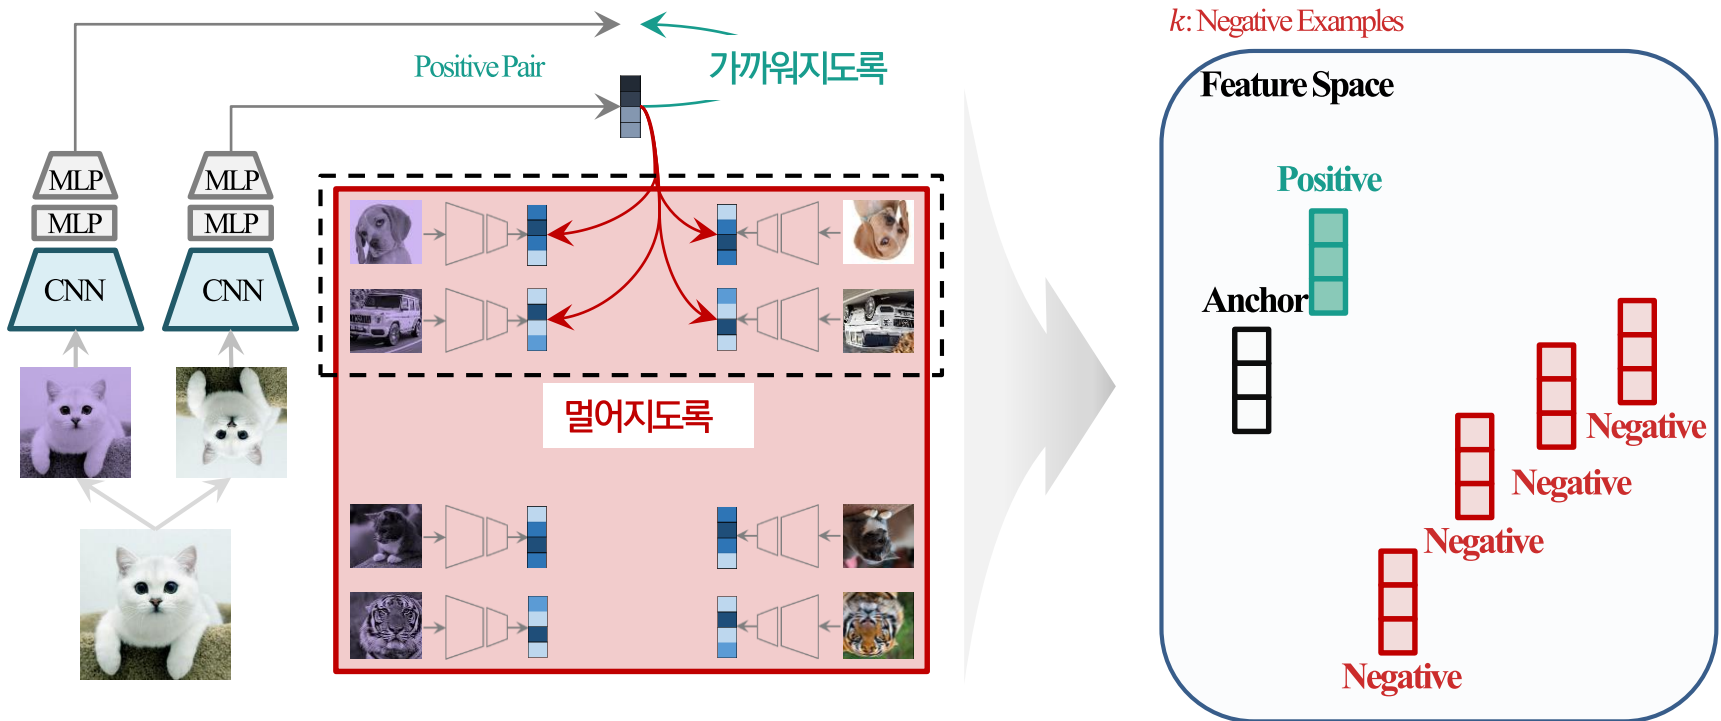 Positive Pair
가까워지도록
MLP
MLP
MLP
MLP
CNN
CNN
멀어지도록
k: Negative Examples
Feature Space
Positive
Anchor
Negative
Negative
Negative
Negative